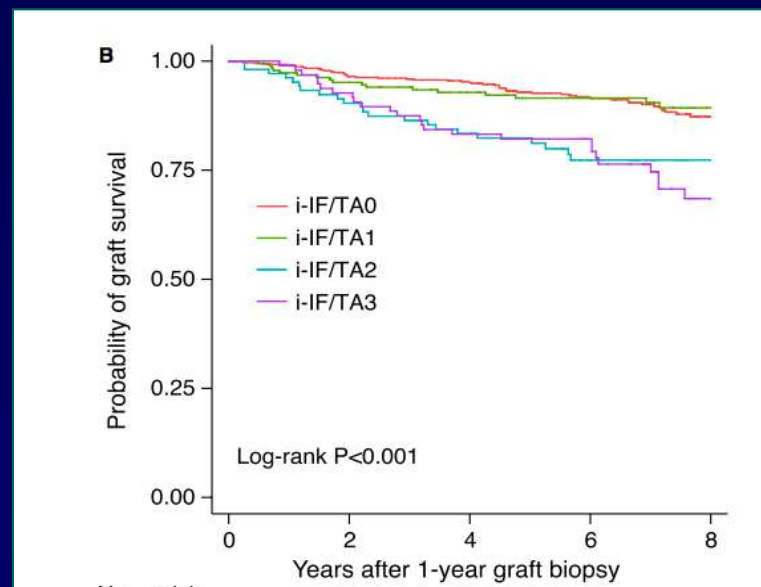 B
1.00
0.75
0.50
0.25
0.00
Probability of graft survival
i-IF/TA0
i-IF/TA1
i-IF/TA2
i-IF/TA3
Log-rank P<0.001
0 2 4 6 8
Years after 1-year graft biopsy